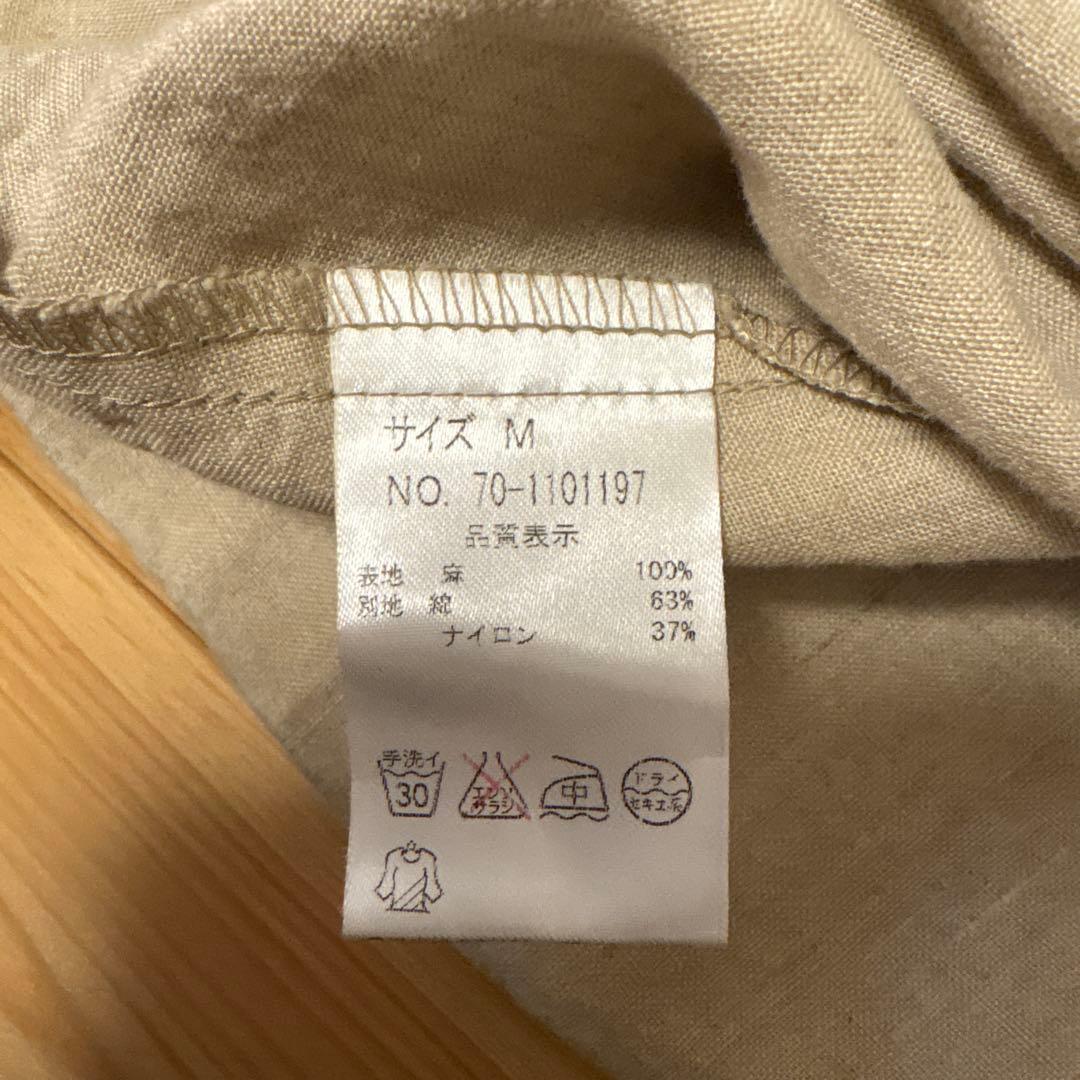 サイズ M
NO. 70-1101197
品質表示
表地 麻 100%
別地 綿 63%
ナイロン 37%
手洗イ
30
エンソ
サラシ
中
ドライ
セキユ系